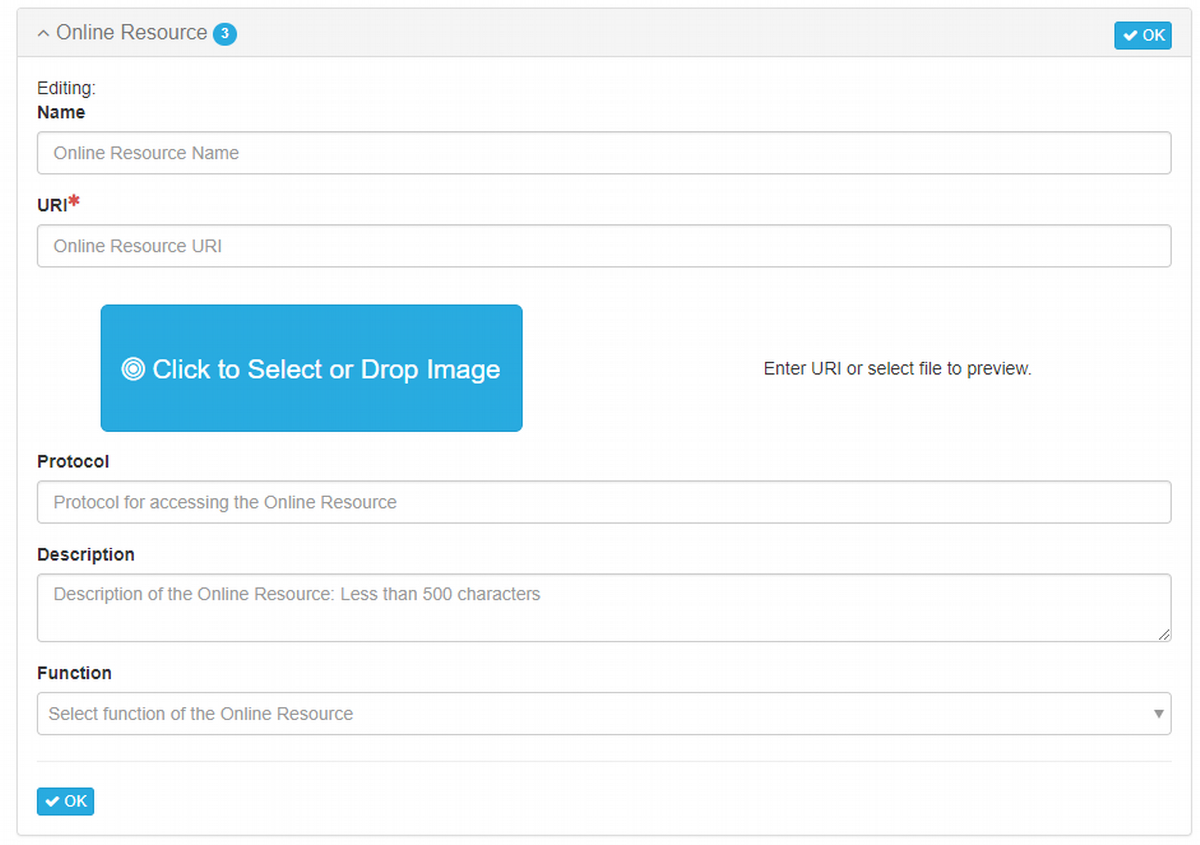 Online Resource 3
OK
Editing:
Name
Online Resource Name
URI*
Online Resource URI
Click to Select or Drop Image
Enter URI or select file to preview.
Protocol
Protocol for accessing the Online Resource
Description
Description of the Online Resource: Less than 500 characters
Function
Select function of the Online Resource
OK